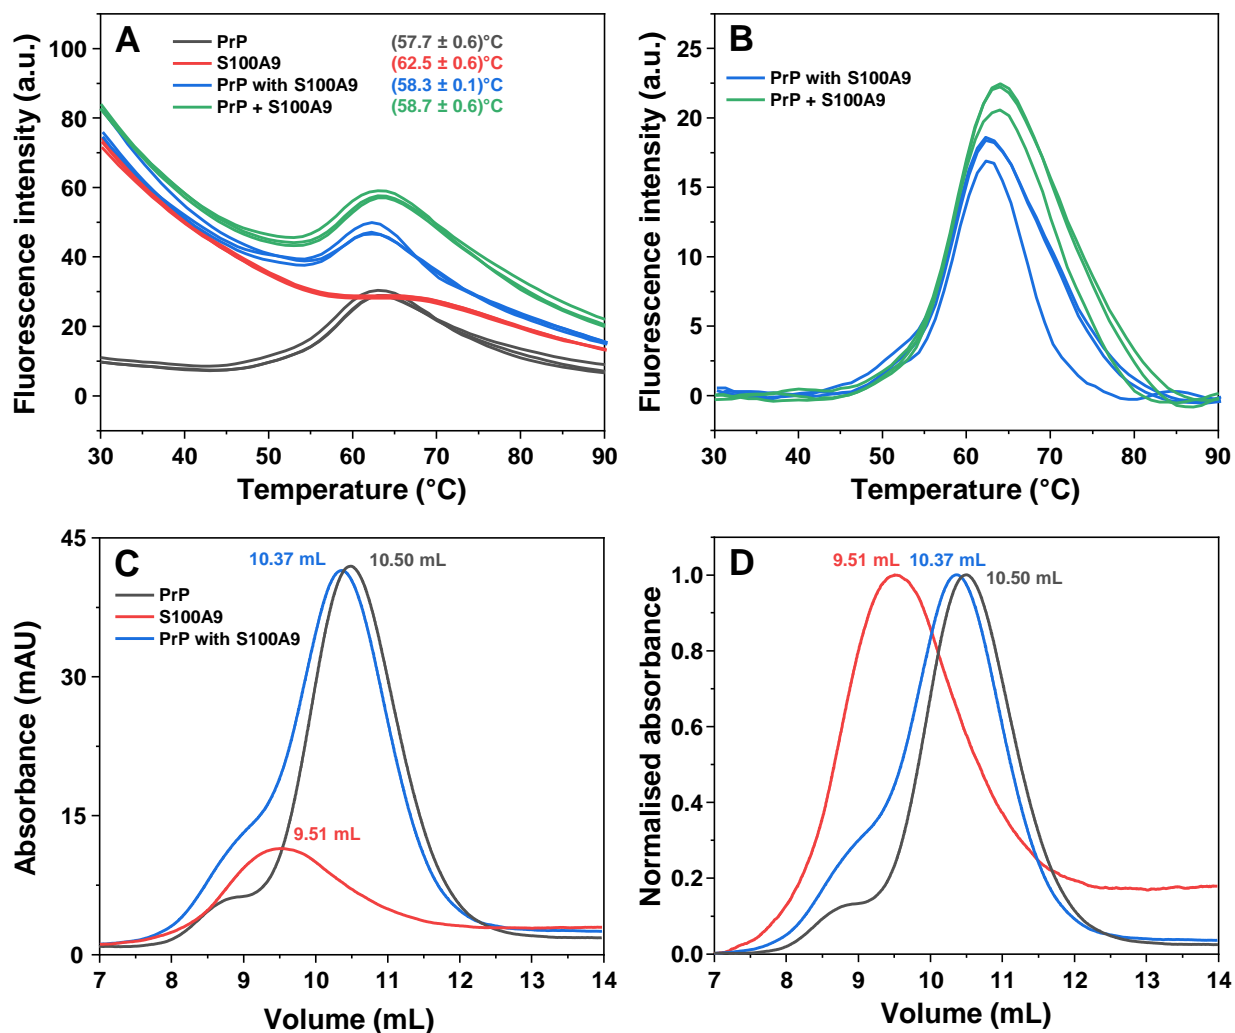 A
PrP (57.7 ± 0.6)°C
S100A9 (62.5 ± 0.6)°C
PrP with S100A9 (58.3 ± 0.1)°C
PrP + S100A9 (58.7 ± 0.6)°C
Fluorescence intensity (a.u.)
100
80
60
40
20
0
30 40 50 60 70 80 90
Temperature (°C)
B
PrP with S100A9
PrP + S100A9
Fluorescence intensity (a.u.)
25
20
15
10
5
0
30 40 50 60 70 80 90
Temperature (°C)
C
10.37 mL
10.50 mL
PrP
S100A9
PrP with S100A9
9.51 mL
Absorbance (mAU)
45
30
15
0
7 8 9 10 11 12 13 14
Volume (mL)
D
9.51 mL
10.37 mL
10.50 mL
Normalised absorbance
1.0
0.8
0.6
0.4
0.2
0.0
7 8 9 10 11 12 13 14
Volume (mL)